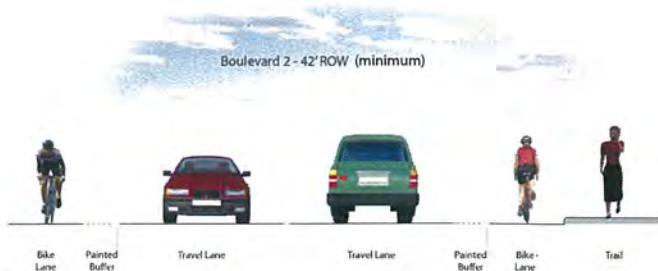 Boulevard 2 - 42' ROW (minimum)
Bike Lane
Painted Buffer
Travel Lane
Travel Lane
Painted Buffer
Bike - Lane
Trail